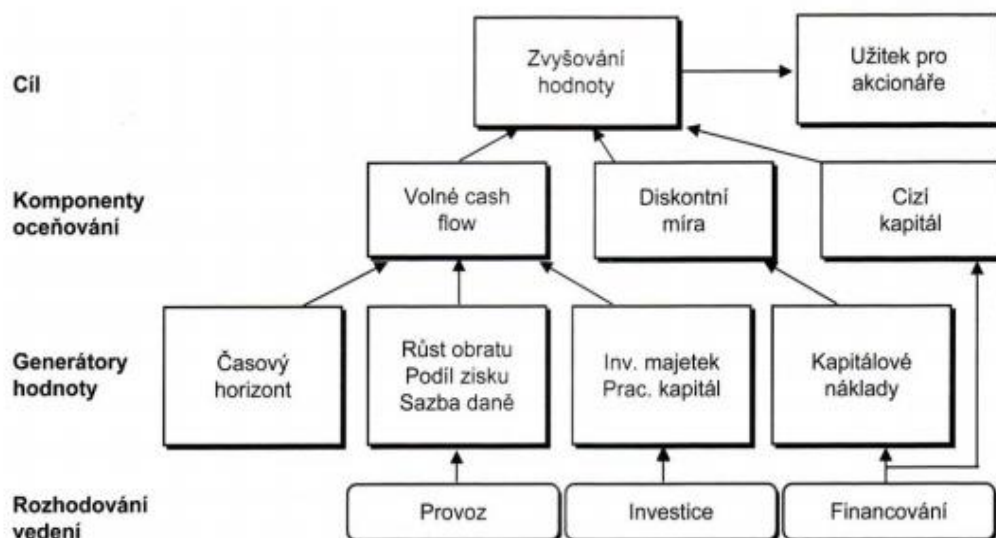 Cíl
Zvyšování
hodnoty
Užitek pro
akcionáře
Komponenty
oceňování
Volné cash
flow
Diskontní
míra
Cizí
kapitál
Generátory
hodnoty
Časový
horizont
Růst obratu
Podíl zisku
Sazba daně
Inv. majetek
Prac. kapitál
Kapitálové
náklady
Rozhodování
vedení
Provoz
Investice
Financování